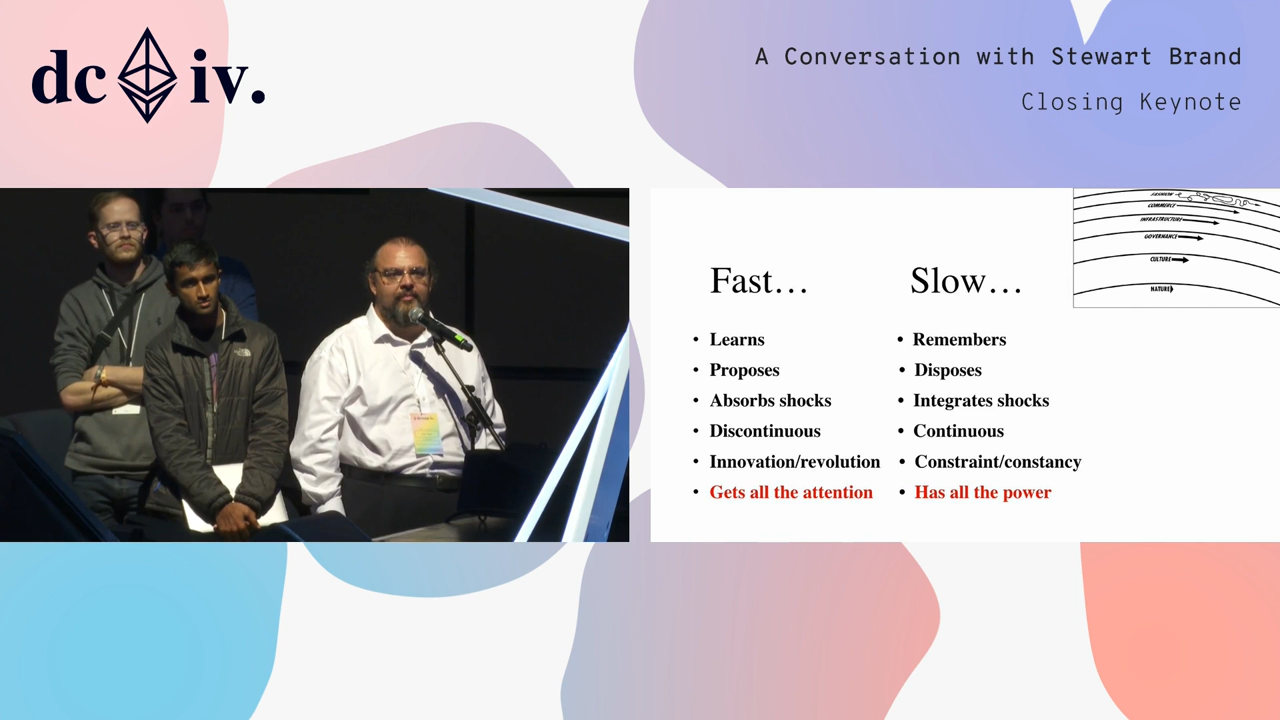 dc iv.
A Conversation with Stewart Brand
Closing Keynote
FASHION
COMMERCE
INFRASTRUCTURE
GOVERNANCE
CULTURE
NATURE
Fast…
Slow…
• Learns
• Remembers
• Proposes
• Disposes
• Absorbs shocks
• Integrates shocks
• Discontinuous
• Continuous
• Innovation/revolution
• Constraint/constancy
• Gets all the attention
• Has all the power